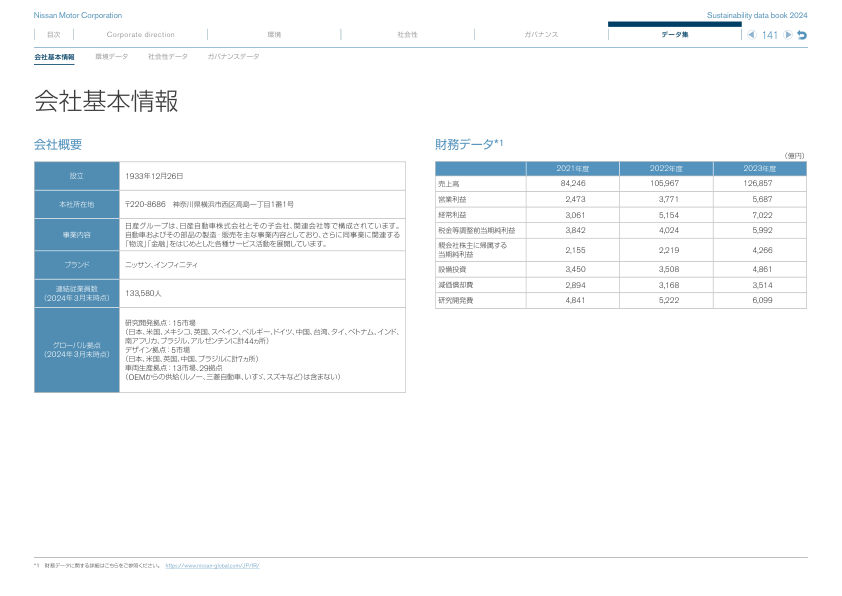 Nissan Motor Corporation
Sustainability data book 2024
目次 Corporate direction 環境 社会性 ガバナンス データ集 141
会社基本情報 環境データ 社会性データ ガバナンスデータ
会社基本情報
会社概要
設立 1933年12月26日
本社所在地 〒220-8686 神奈川県横浜市西区高島一丁目1番1号
事業内容
日産グループは、日産自動車株式会社とその子会社、関連会社等で構成されています。
自動車およびその部品の製造・販売を主な事業内容としており、さらに同事業に関連する
「物流」「金融」をはじめとした各種サービス活動を展開しています。
ブランド ニッサン、インフィニティ
連結従業員数
（2024年3月末時点）
133,580人
グローバル拠点
（2024年3月末時点）
研究開発拠点：15市場
（日本、米国、メキシコ、英国、スペイン、ベルギー、ドイツ、中国、台湾、タイ、ベトナム、インド、
南アフリカ、ブラジル、アルゼンチンに計44ヵ所）
デザイン拠点：5市場
（日本、米国、英国、中国、ブラジルに計7ヵ所）
車両生産拠点：13市場、29拠点
（OEMからの供給（ルノー、三菱自動車、いすゞ、スズキなど）は含まない）
財務データ*1
（億円）
2021年度 2022年度 2023年度
売上高 84,246 105,967 126,857
営業利益 2,473 3,771 5,687
経常利益 3,061 5,154 7,022
税金等調整前当期純利益 3,842 4,024 5,992
親会社株主に帰属する
当期純利益 2,155 2,219 4,266
設備投資 3,450 3,508 4,861
減価償却費 2,894 3,168 3,514
研究開発費 4,841 5,222 6,099
*1 財務データに関する詳細はこちらをご参照ください。 https://www.nissan-global.com/JP/IR/